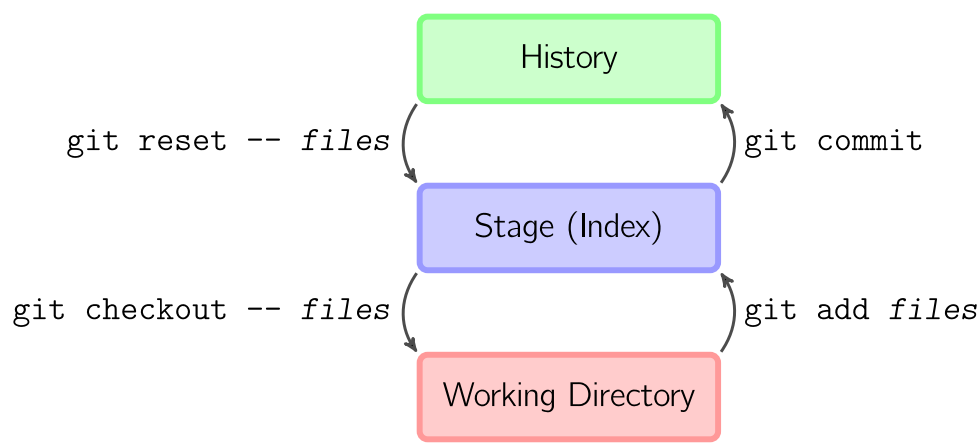 History
git reset -- files
git commit
Stage (Index)
git checkout -- files
git add files
Working Directory